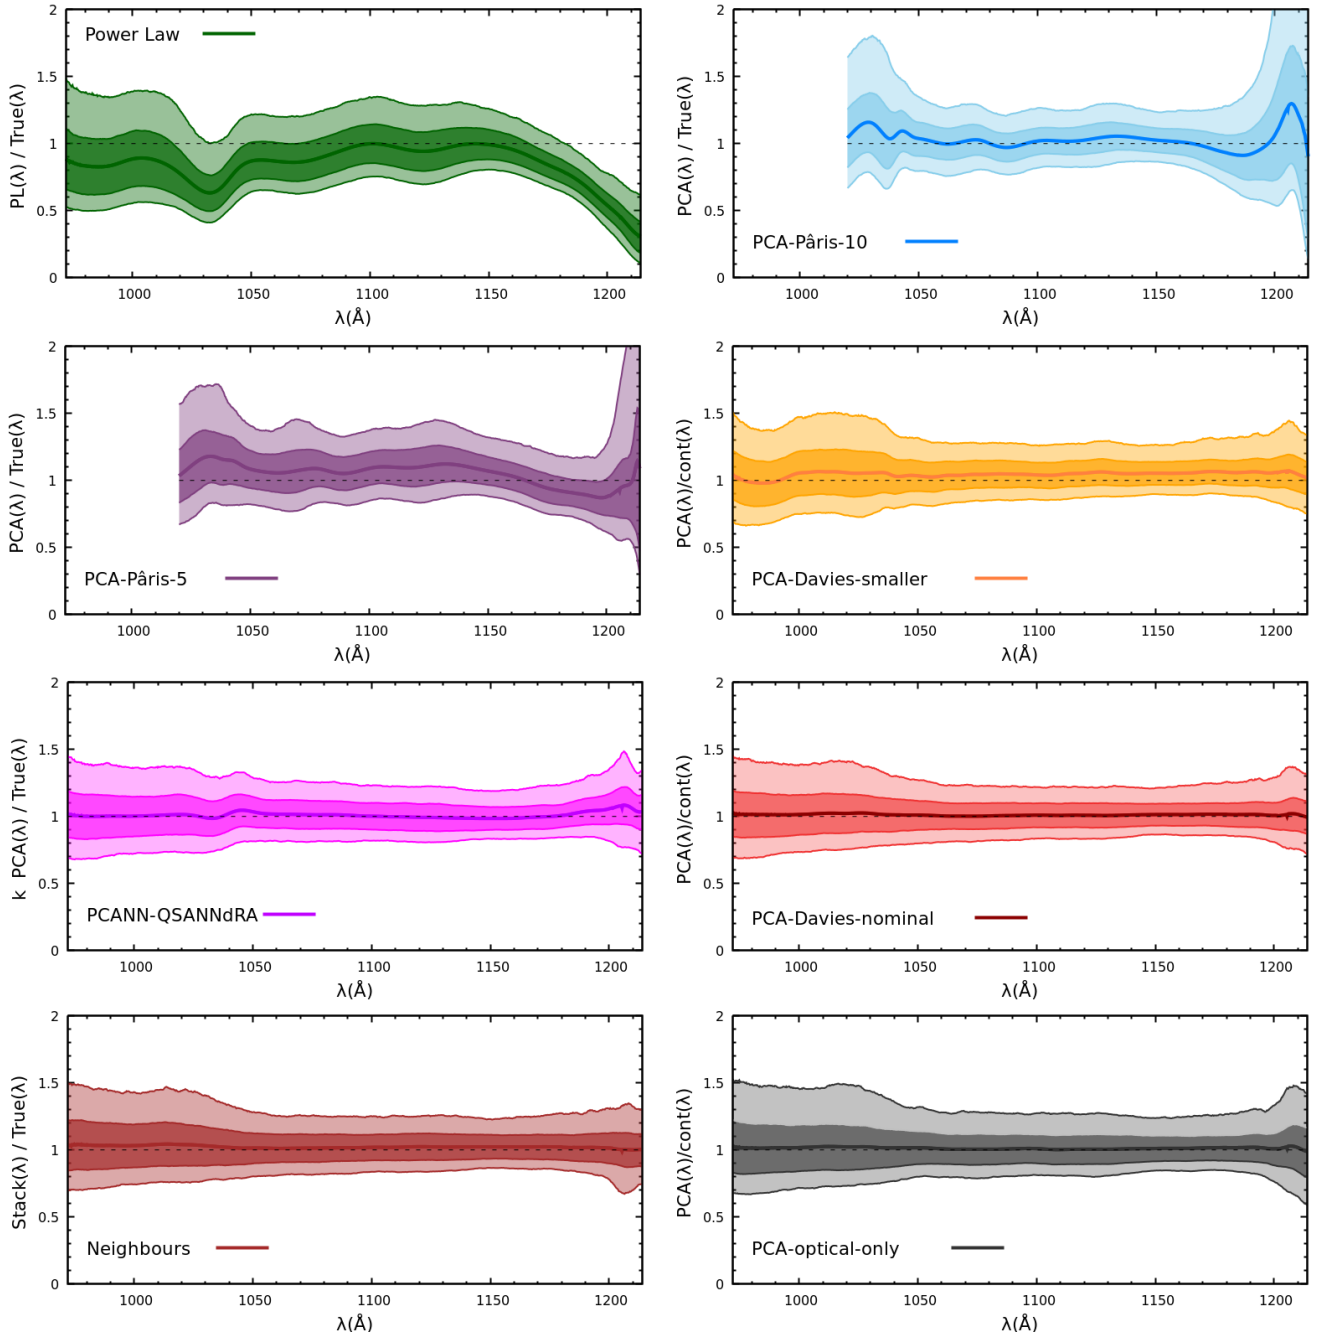 Power Law
PL(λ) / True(λ)
2
1.5
1
0.5
0
1000 1050 1100 1150 1200
λ(Å)
PCA-Pâris-10
PCA(λ) / True(λ)
2
1.5
1
0.5
0
1000 1050 1100 1150 1200
λ(Å)
PCA-Pâris-5
PCA(λ) / True(λ)
2
1.5
1
0.5
0
1000 1050 1100 1150 1200
λ(Å)
PCA-Davies-smaller
PCA(λ)/cont(λ)
2
1.5
1
0.5
0
1000 1050 1100 1150 1200
λ(Å)
PCANN-QSANNdRA
k PCA(λ) / True(λ)
2
1.5
1
0.5
0
1000 1050 1100 1150 1200
λ(Å)
PCA-Davies-nominal
PCA(λ)/cont(λ)
2
1.5
1
0.5
0
1000 1050 1100 1150 1200
λ(Å)
Neighbours
Stack(λ) / True(λ)
2
1.5
1
0.5
0
1000 1050 1100 1150 1200
λ(Å)
PCA-optical-only
PCA(λ)/cont(λ)
2
1.5
1
0.5
0
1000 1050 1100 1150 1200
λ(Å)